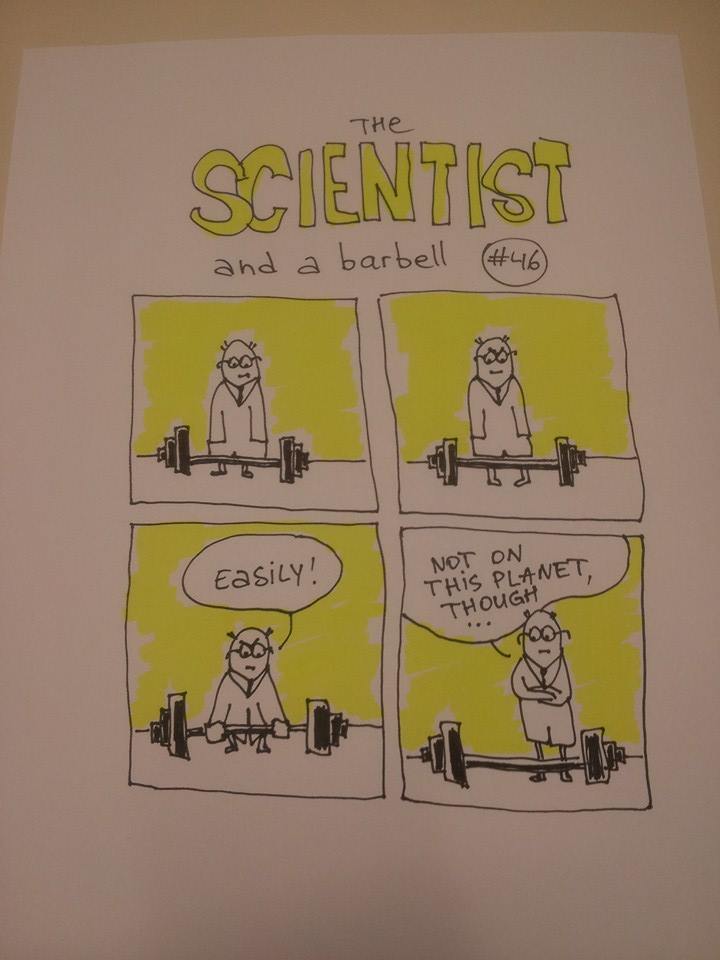 THE
SCIENTIST
and a barbell #46
EASILY!
NOT ON
THIS PLANET,
THOUGH
...